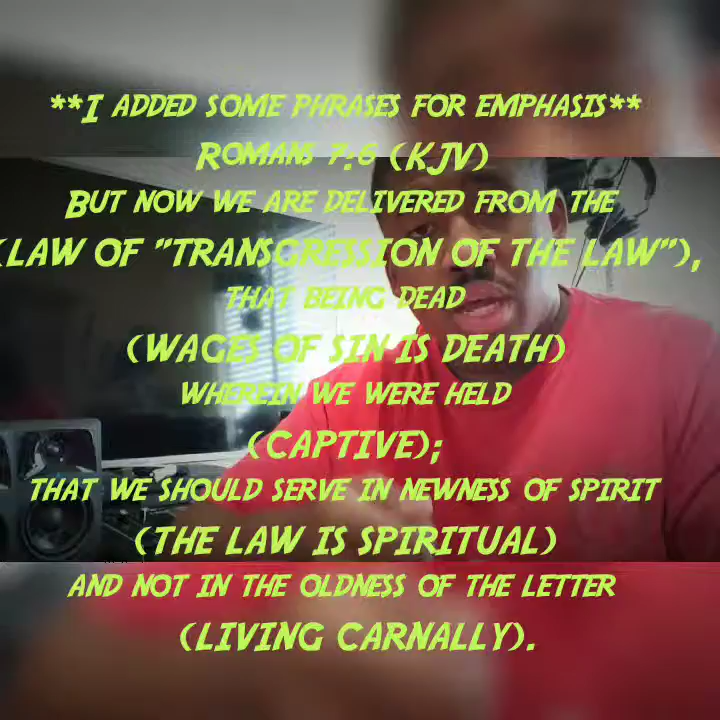 **I ADDED SOME PHRASES FOR EMPHASIS**
ROMANS 7:6 (KJV)
BUT NOW WE ARE DELIVERED FROM THE
(LAW OF "TRANSGRESSION OF THE LAW"),
THAT BEING DEAD
(WAGES OF SIN IS DEATH)
WHEREIN WE WERE HELD
(CAPTIVE);
THAT WE SHOULD SERVE IN NEWNESS OF SPIRIT
(THE LAW IS SPIRITUAL)
AND NOT IN THE OLDNESS OF THE LETTER
(LIVING CARNALLY).